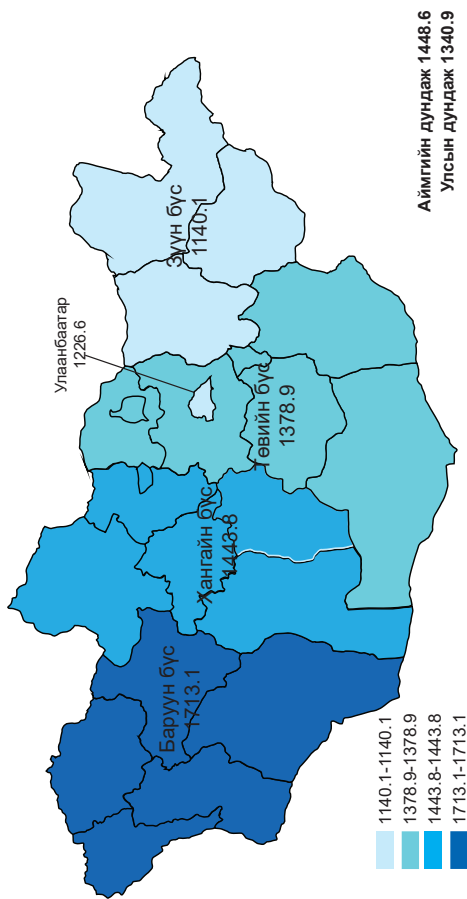 Улаанбаатар
1226.6
Баруун бүс
1713.1
Хангайн бүс
1443.8
Төвийн бүс
1378.9
Зүүн бүс
1140.1
1140.1-1140.1
1378.9-1378.9
1443.8-1443.8
1713.1-1713.1
Аймгийн дундаж 1448.6
Улсын дундаж 1340.9